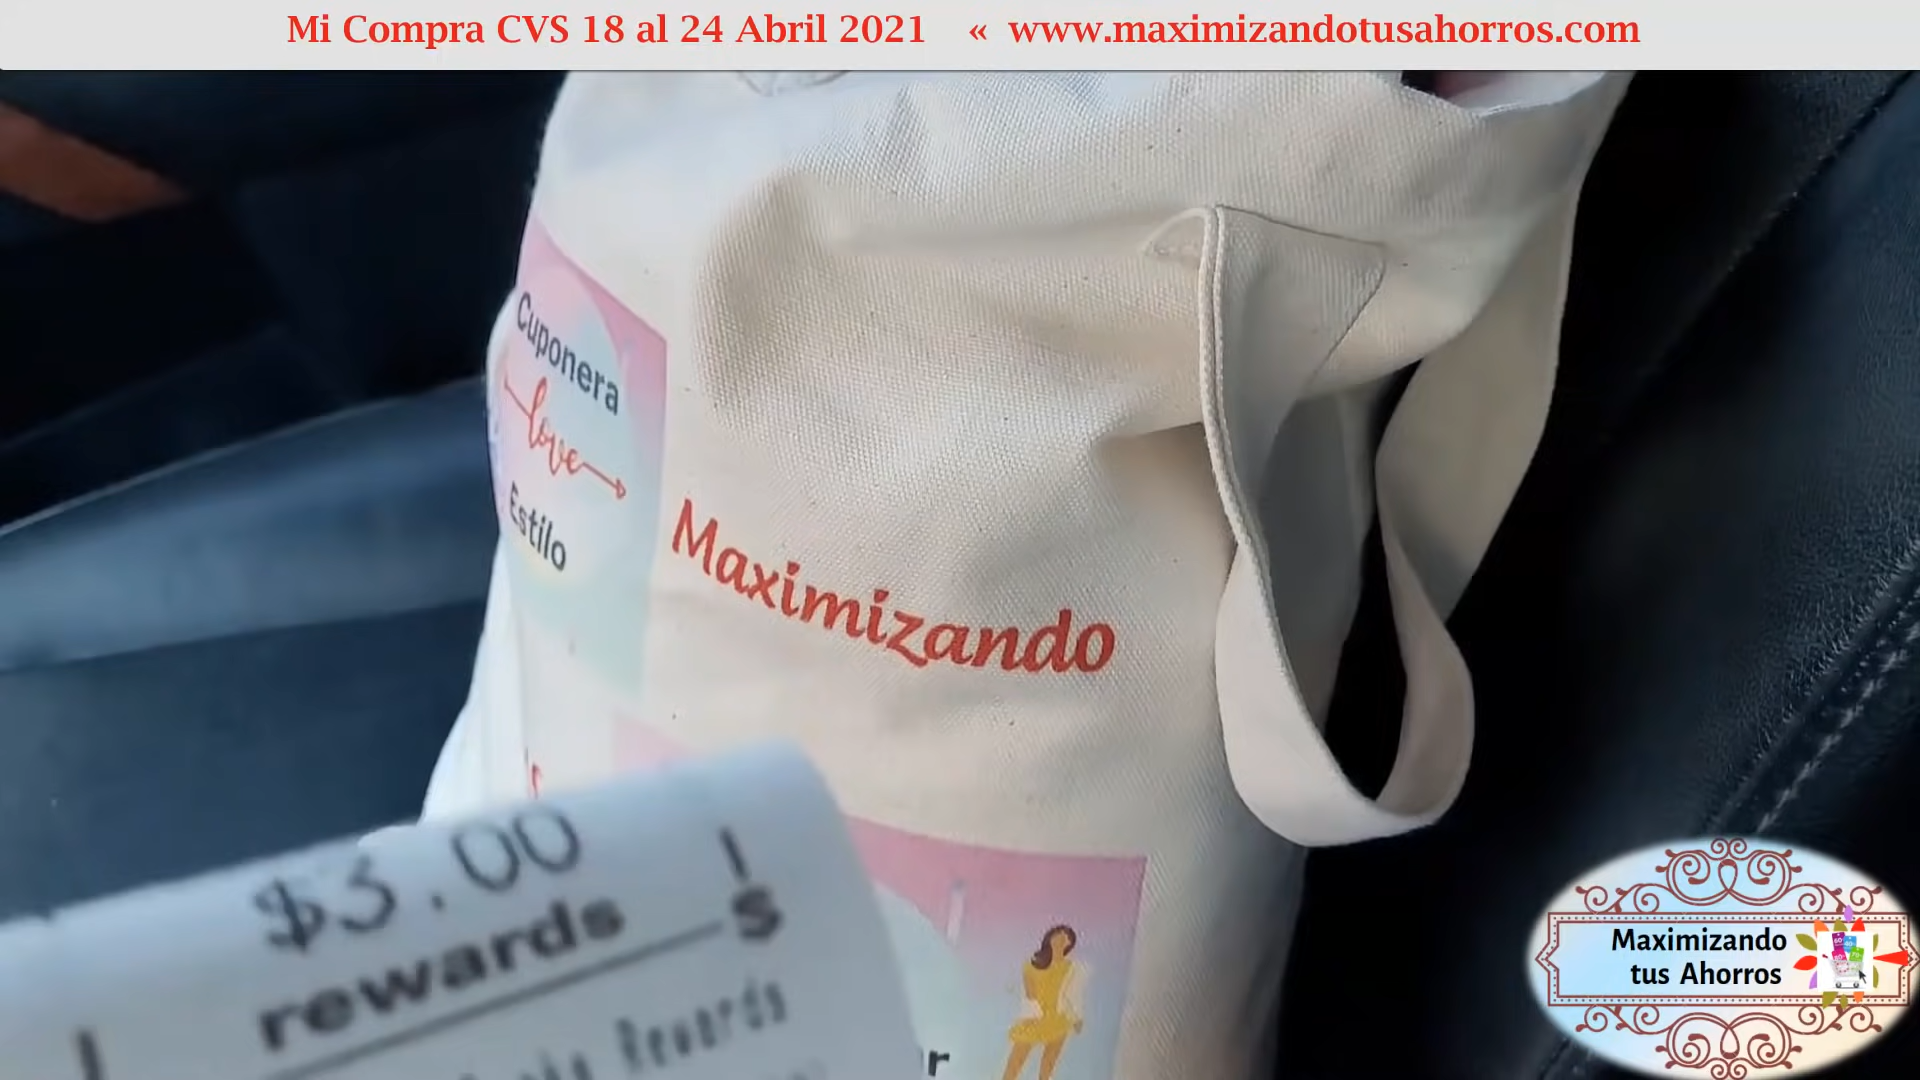 Mi Compra CVS 18 al 24 Abril 2021 « www.maximizandotusahorros.com
Cuponera
love
Estilo
Maximizando
$3.00
rewards
Rewards
Maximizando
tus Ahorros